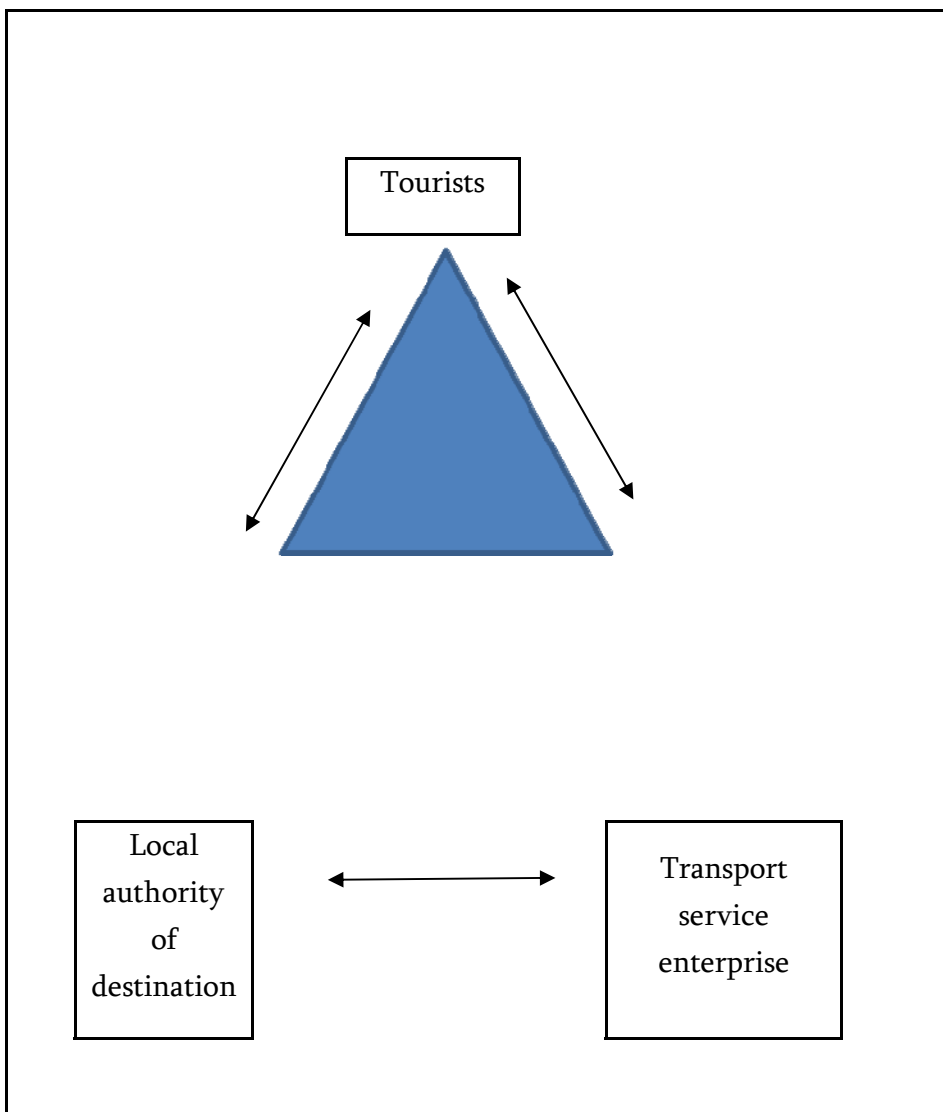 Tourists
Local
authority
of
destination
Transport
service
enterprise